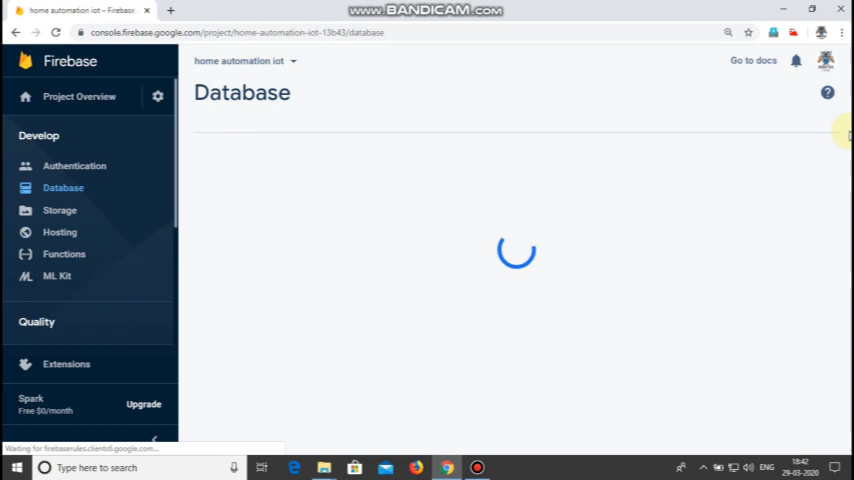 home automation iot – Firebase
www.BANDICAM.com
console.firebase.google.com/project/home-automation-iot-13b43/database
Firebase
home automation iot
Go to docs
Project Overview
Database
Develop
Authentication
Database
Storage
Hosting
Functions
ML Kit
Quality
Extensions
Spark
Free $0/month
Upgrade
Waiting for firebaserules.clients6.google.com...
Type here to search
ENG
18:42
29-03-2020